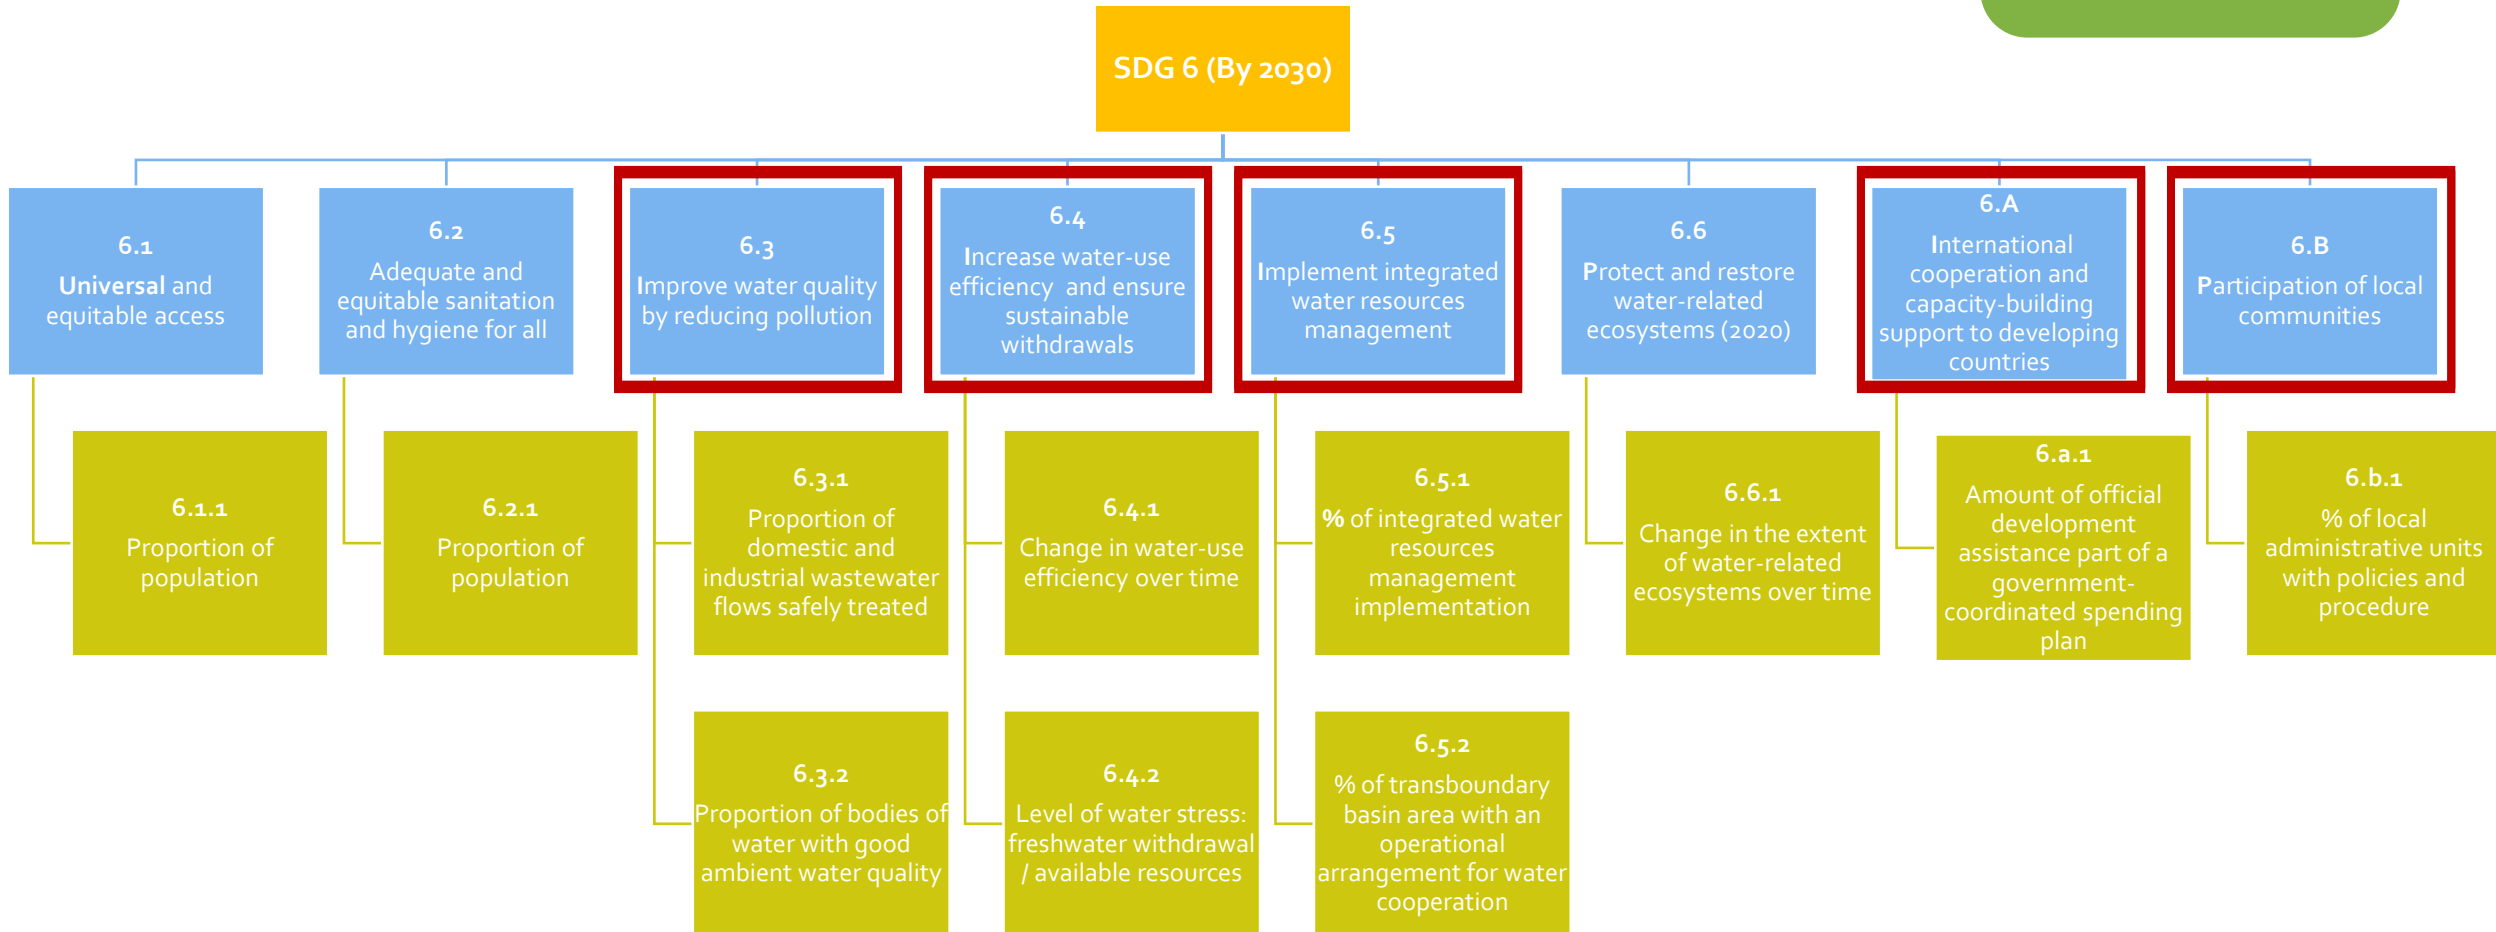 SDG 6 (By 2030)
6.1
Universal and
equitable access
6.2
Adequate and
equitable sanitation
and hygiene for all
6.3
Improve water quality
by reducing pollution
6.4
Increase water-use
efficiency and ensure
sustainable
withdrawals
6.5
Implement integrated
water resources
management
6.6
Protect and restore
water-related
ecosystems (2020)
6.A
International
cooperation and
capacity-building
support to developing
countries
6.B
Participation of local
communities
6.1.1
Proportion of
population
6.2.1
Proportion of
population
6.3.1
Proportion of
domestic and
industrial wastewater
flows safely treated
6.4.1
Change in water-use
efficiency over time
6.5.1
% of integrated water
resources
management
implementation
6.6.1
Change in the extent
of water-related
ecosystems over time
6.a.1
Amount of official
development
assistance part of a
government-
coordinated spending
plan
6.b.1
% of local
administrative units
with policies and
procedure
6.3.2
Proportion of bodies of
water with good
ambient water quality
6.4.2
Level of water stress:
freshwater withdrawal
/ available resources
6.5.2
% of transboundary
basin area with an
operational
arrangement for water
cooperation